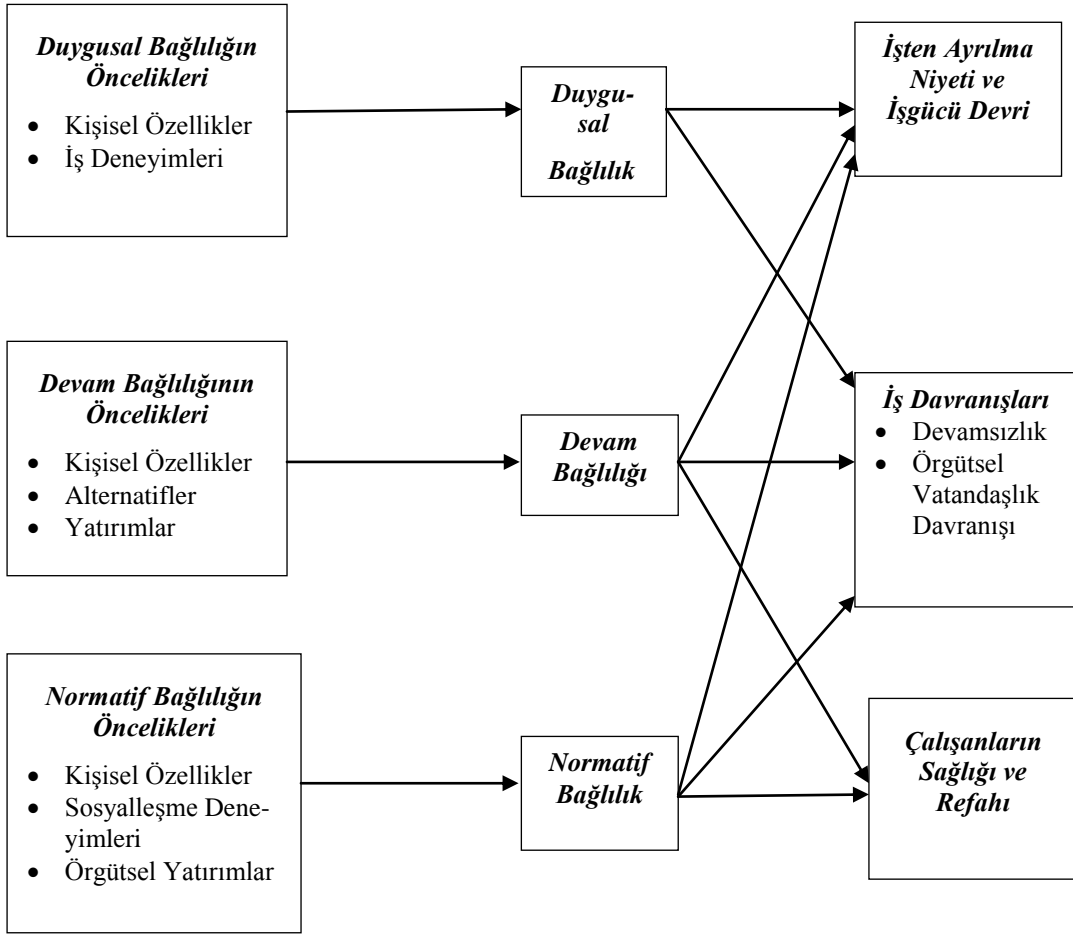 Duygusal Bağlılığın
Öncelikleri
• Kişisel Özellikler
• İş Deneyimleri
Duygu-
sal
Bağlılık
İşten Ayrılma
Niyeti ve
İşgücü Devri
Devam Bağlılığının
Öncelikleri
• Kişisel Özellikler
• Alternatifler
• Yatırımlar
Devam
Bağlılığı
İş Davranışları
• Devamsızlık
• Örgütsel
Vatandaşlık
Davranışı
Normatif Bağlılığın
Öncelikleri
• Kişisel Özellikler
• Sosyalleşme Dene-
yimleri
• Örgütsel Yatırımlar
Normatif
Bağlılık
Çalışanların
Sağlığı ve
Refahı